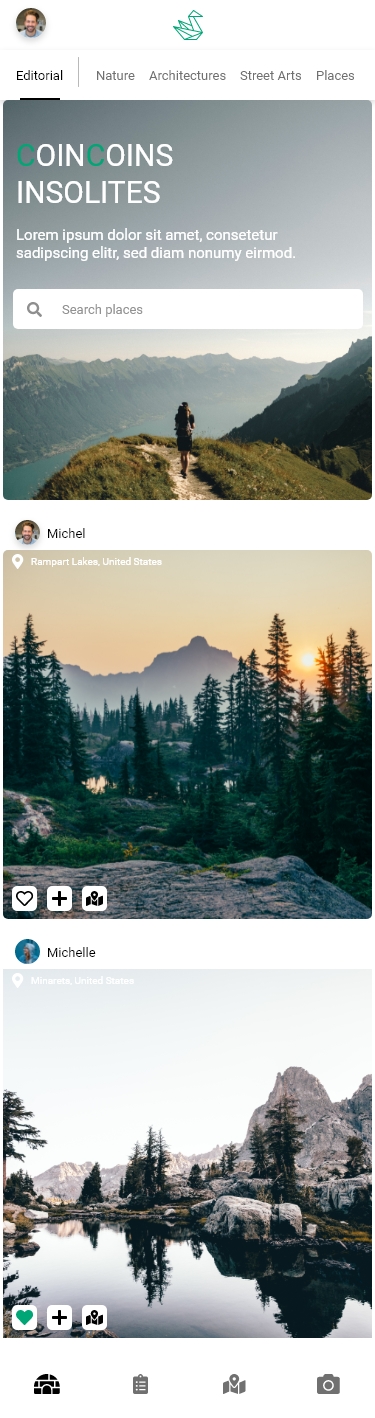 Editorial Nature Architectures Street Arts Places
COINCOINS
INSOLITES
Lorem ipsum dolor sit amet, consetetur
sadipscing elitr, sed diam nonumy eirmod.
Search places
Michel
Rampart Lakes, United States
Michelle
Minarets, United States